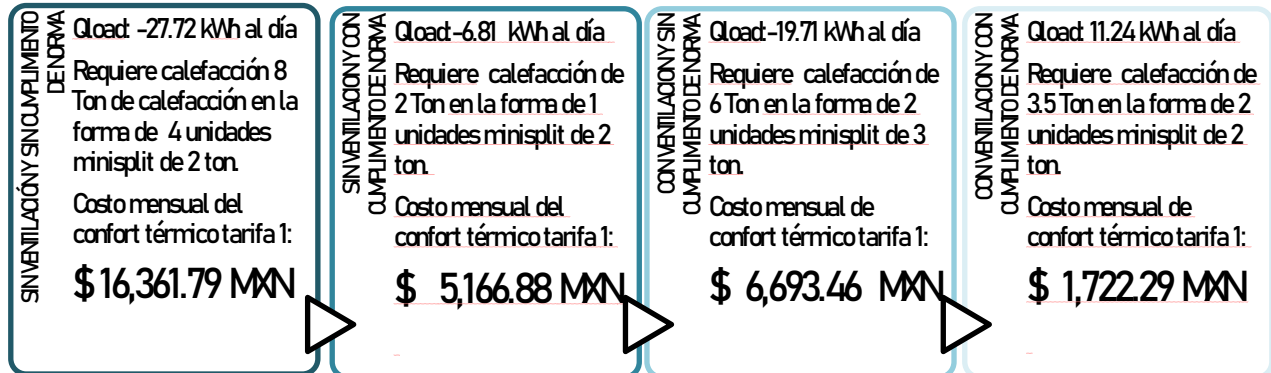 SIN VENTILACIÓN Y SIN CUMPLIMIENTO
DE NORMA
Qload: -27.72 kWh al día
Requiere calefacción 8
Ton de calefacción en la
forma de 4 unidades
minisplit de 2 ton.
Costo mensual del
confort térmico tarifa 1:
$ 16,361.79 MXN
SIN VENTILACION Y CON
CUMPLIMIENTO DE NORMA
Qload:-6.81 kWh al día
Requiere calefacción de
2 Ton en la forma de 1
unidades minisplit de 2
ton.
Costo mensual del
confort térmico tarifa 1:
$ 5,166.88 MXN
CON VENTILACION Y SIN
CUMPLIMIENTO DE NORMA
Qload:-19.71 kWh al día
Requiere calefacción de
6 Ton en la forma de 2
unidades minisplit de 3
ton.
Costo mensual de
confort térmico tarifa 1:
$ 6,693.46 MXN
CON VENTILACION Y CON
CUMPLIMIENTO DE NORMA
Qload: 11.24 kWh al día
Requiere calefacción de
3.5 Ton en la forma de 2
unidades minisplit de 2
ton.
Costo mensual de
confort térmico tarifa 1:
$ 1,722.29 MXN